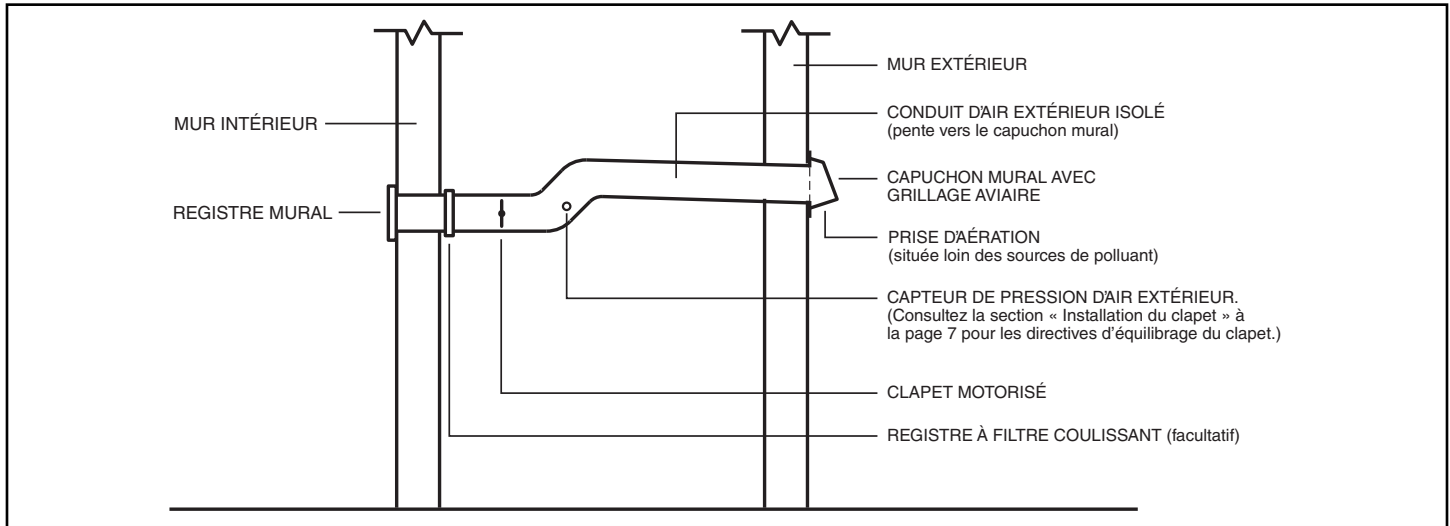 MUR EXTÉRIEUR
CONDUIT D'AIR EXTÉRIEUR ISOLÉ
(pente vers le capuchon mural)
MUR INTÉRIEUR
CAPUCHON MURAL AVEC
GRILLAGE AVIAIRE
REGISTRE MURAL
PRISE D'AÉRATION
(située loin des sources de polluant)
CAPTEUR DE PRESSION D'AIR EXTÉRIEUR.
(Consultez la section « Installation du clapet » à
la page 7 pour les directives d'équilibrage du clapet.)
CLAPET MOTORISÉ
REGISTRE À FILTRE COULISSANT (facultatif)